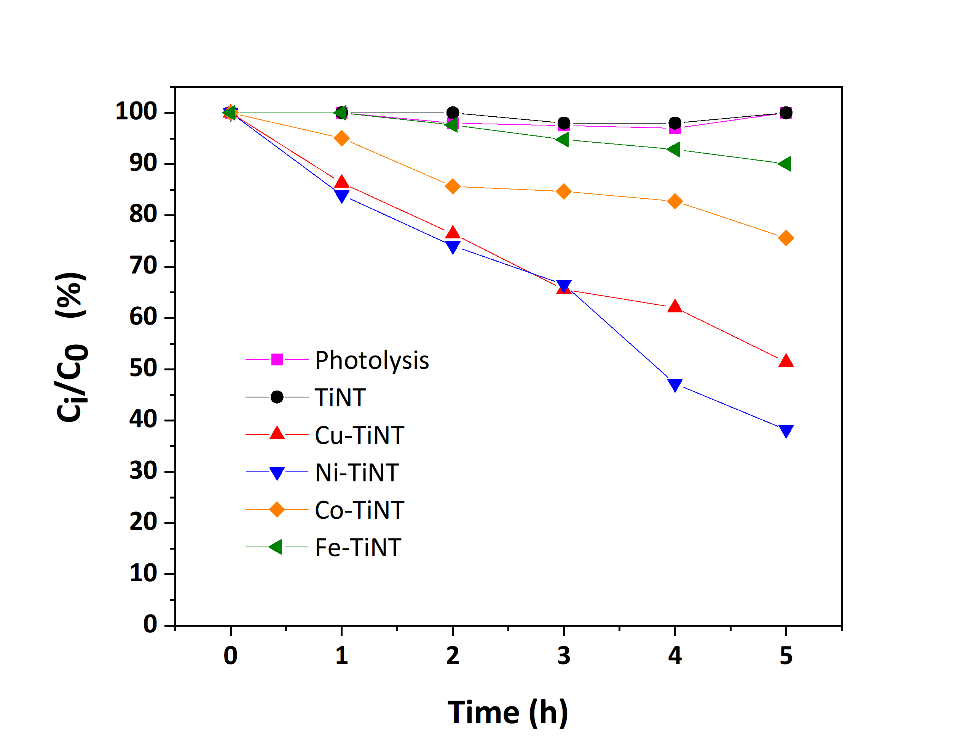 100
90
80
70
60
50
40
30
20
10
0
Cᵢ/C₀ (%)
Photolysis
TiNT
Cu-TiNT
Ni-TiNT
Co-TiNT
Fe-TiNT
0 1 2 3 4 5
Time (h)